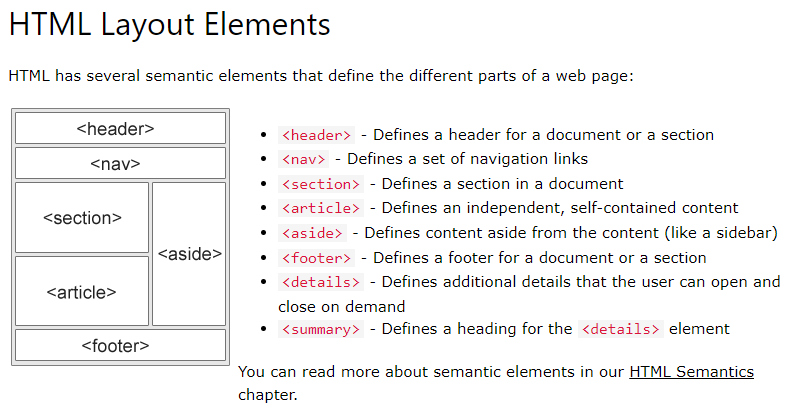 HTML Layout Elements
HTML has several semantic elements that define the different parts of a web page:
<header>
<nav>
<section>
<aside>
<article>
<footer>
• <header> - Defines a header for a document or a section
• <nav> - Defines a set of navigation links
• <section> - Defines a section in a document
• <article> - Defines an independent, self-contained content
• <aside> - Defines content aside from the content (like a sidebar)
• <footer> - Defines a footer for a document or a section
• <details> - Defines additional details that the user can open and
close on demand
• <summary> - Defines a heading for the <details> element
You can read more about semantic elements in our HTML Semantics
chapter.